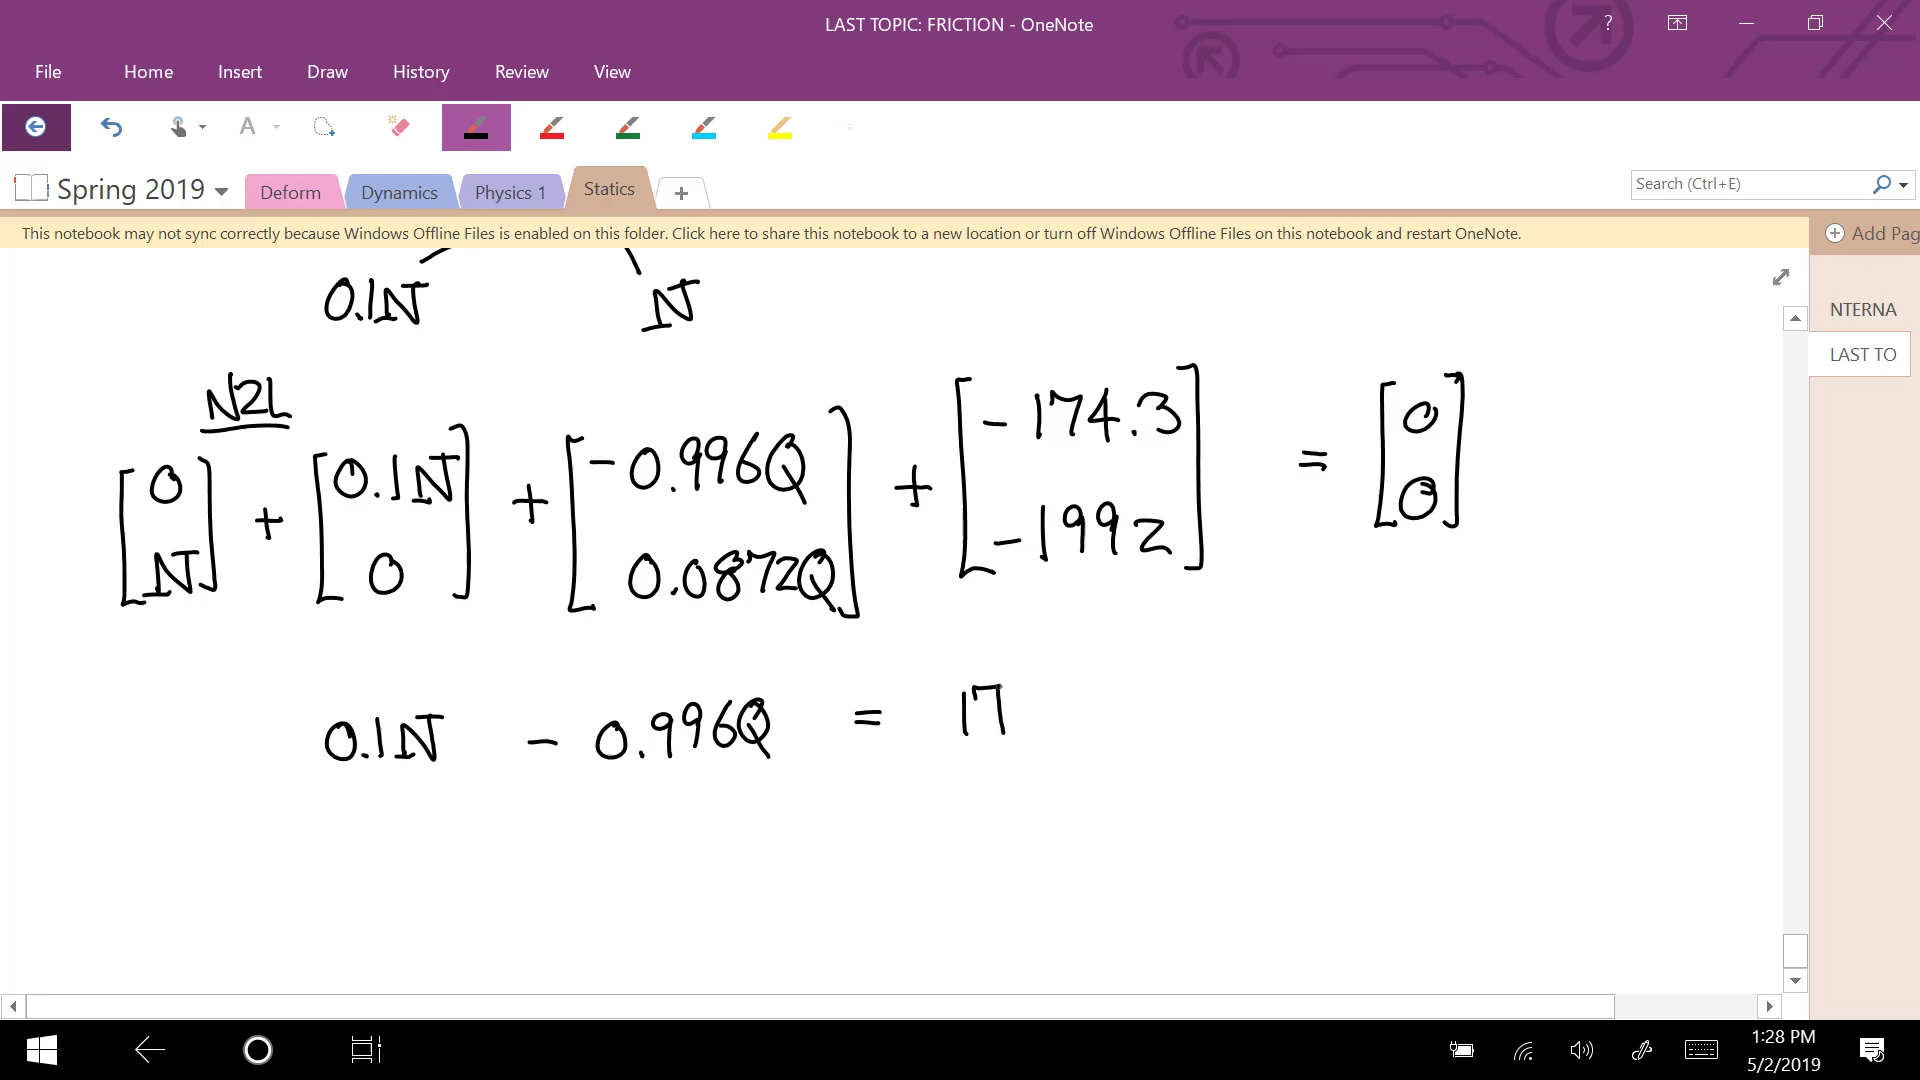 LAST TOPIC: FRICTION - OneNote
?
File Home Insert Draw History Review View
A
Spring 2019 Deform Dynamics Physics 1 Statics +
Search (Ctrl+E)
This notebook may not sync correctly because Windows Offline Files is enabled on this folder. Click here to share this notebook to a new location or turn off Windows Offline Files on this notebook and restart OneNote.
Add Pag
NTERNA
LAST TO
0.1N N
N2L
[0 N] + [0.1N 0] + [-0.996Q 0.0872Q] + [-174.3 -1992] = [0 0]
0.1N - 0.996Q = 17
1:28 PM
5/2/2019